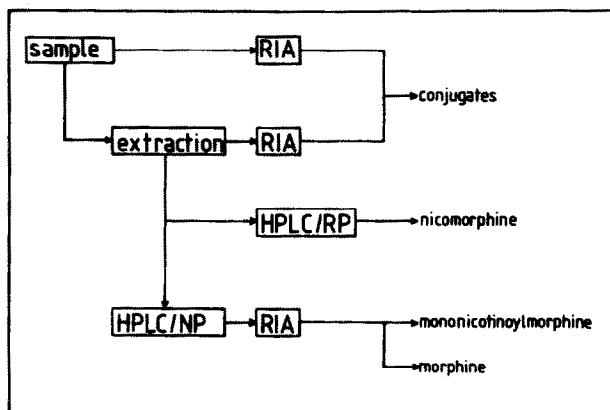 sample
RIA
conjugates
extraction
RIA
HPLC/RP
nicomorphine
HPLC/NP
RIA
mononicotinoylmorphine
morphine